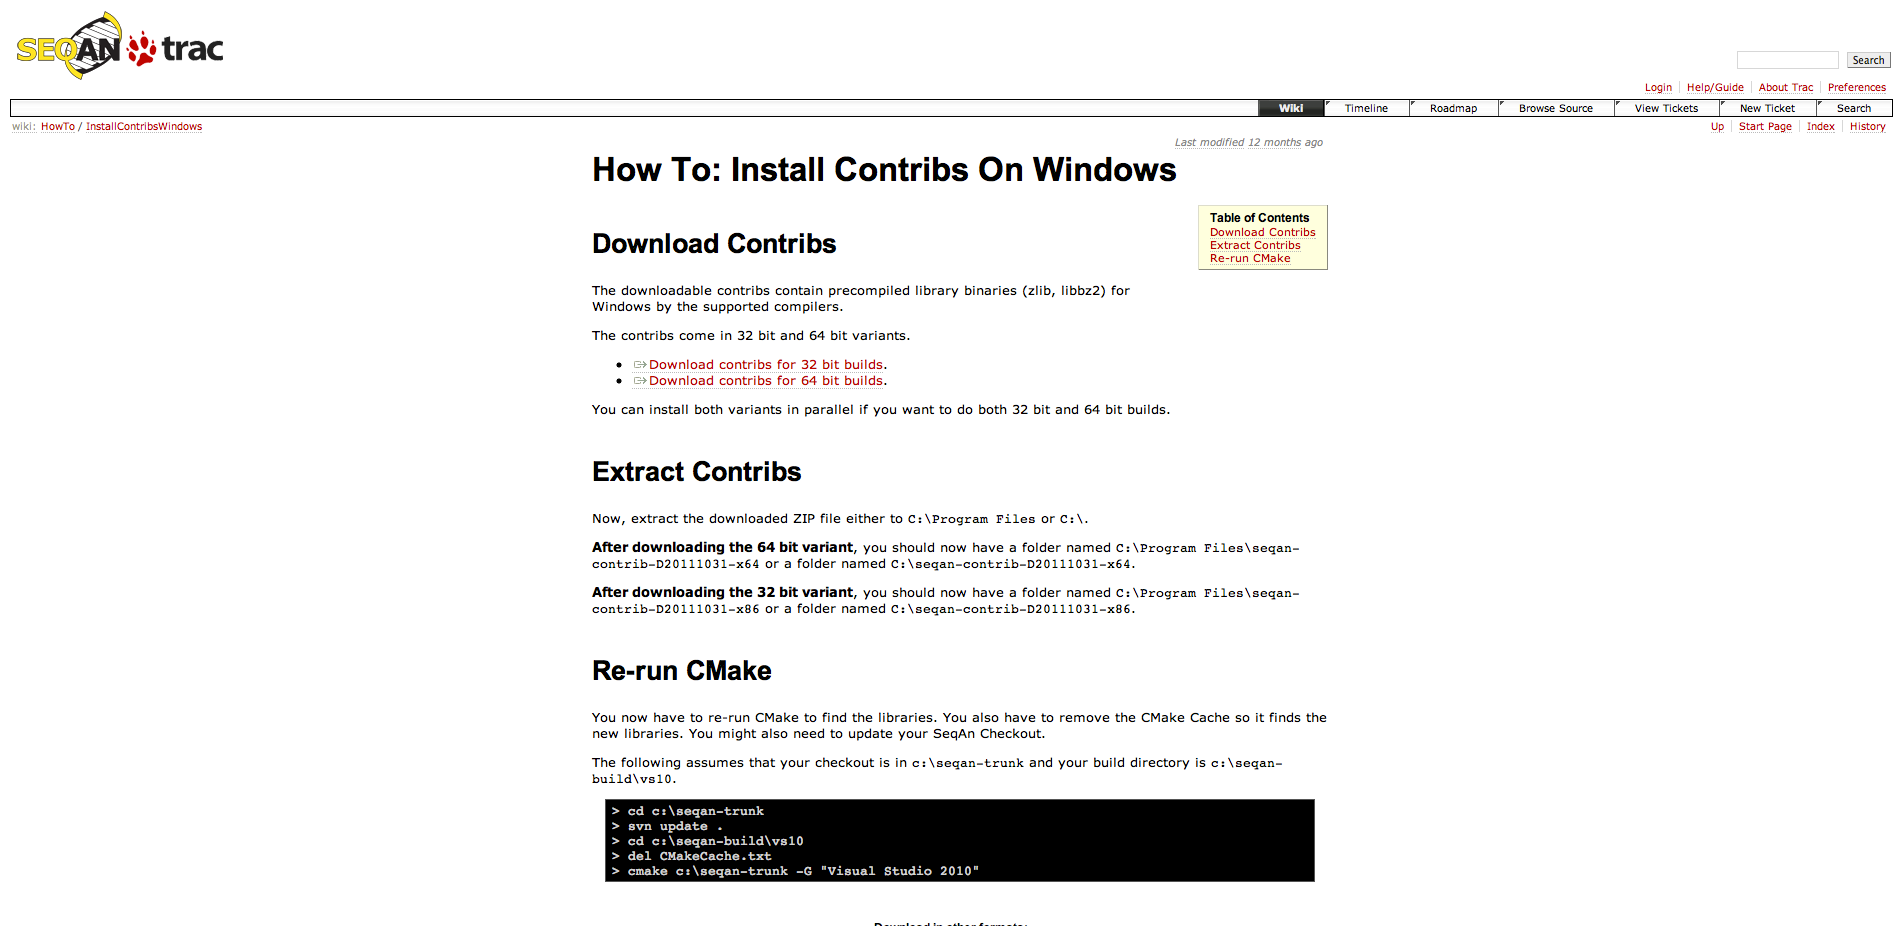 SEQAN trac
Search
Login Help/Guide About Trac Preferences
Wiki Timeline Roadmap Browse Source View Tickets New Ticket Search
wiki: HowTo / InstallContribsWindows
Up Start Page Index History
Last modified 12 months ago
How To: Install Contribs On Windows
Table of Contents
Download Contribs
Extract Contribs
Re-run CMake
Download Contribs
The downloadable contribs contain precompiled library binaries (zlib, libbz2) for
Windows by the supported compilers.
The contribs come in 32 bit and 64 bit variants.
• Download contribs for 32 bit builds.
• Download contribs for 64 bit builds.
You can install both variants in parallel if you want to do both 32 bit and 64 bit builds.
Extract Contribs
Now, extract the downloaded ZIP file either to C:\Program Files or C:\.
After downloading the 64 bit variant, you should now have a folder named C:\Program Files\seqan-
contrib-D20111031-x64 or a folder named C:\seqan-contrib-D20111031-x64.
After downloading the 32 bit variant, you should now have a folder named C:\Program Files\seqan-
contrib-D20111031-x86 or a folder named C:\seqan-contrib-D20111031-x86.
Re-run CMake
You now have to re-run CMake to find the libraries. You also have to remove the CMake Cache so it finds the
new libraries. You might also need to update your SeqAn Checkout.
The following assumes that your checkout is in c:\seqan-trunk and your build directory is c:\seqan-
build\vs10.
> cd c:\seqan-trunk
> svn update .
> cd c:\seqan-build\vs10
> del CMakeCache.txt
> cmake c:\seqan-trunk -G "Visual Studio 2010"
Download in other formats: